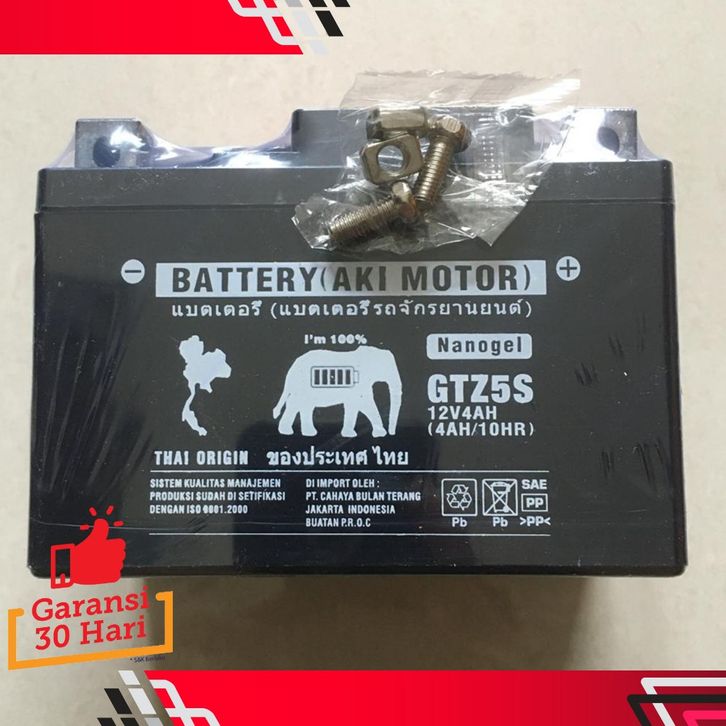 BATTERY(AKI MOTOR)
แบตเตอรี่ (แบตเตอรี่รถจักรยานยนต์)
I'm 100%
Nanogel
GTZ5S
12V4AH
(4AH/10HR)
THAI ORIGIN ของประเทศไทย
SISTEM KUALITAS MANAJEMEN
PRODUKSI SUDAH DI SETIFIKASI
DENGAN ISO 9001.2000
DI IMPORT OLEH :
PT. CAHAYA BULAN TERANG
JAKARTA INDONESIA
BUATAN P.R.O.C
Pb
Pb
SAE
PP
>PP<
Garansi
30 Hari
* S&K Berlaku